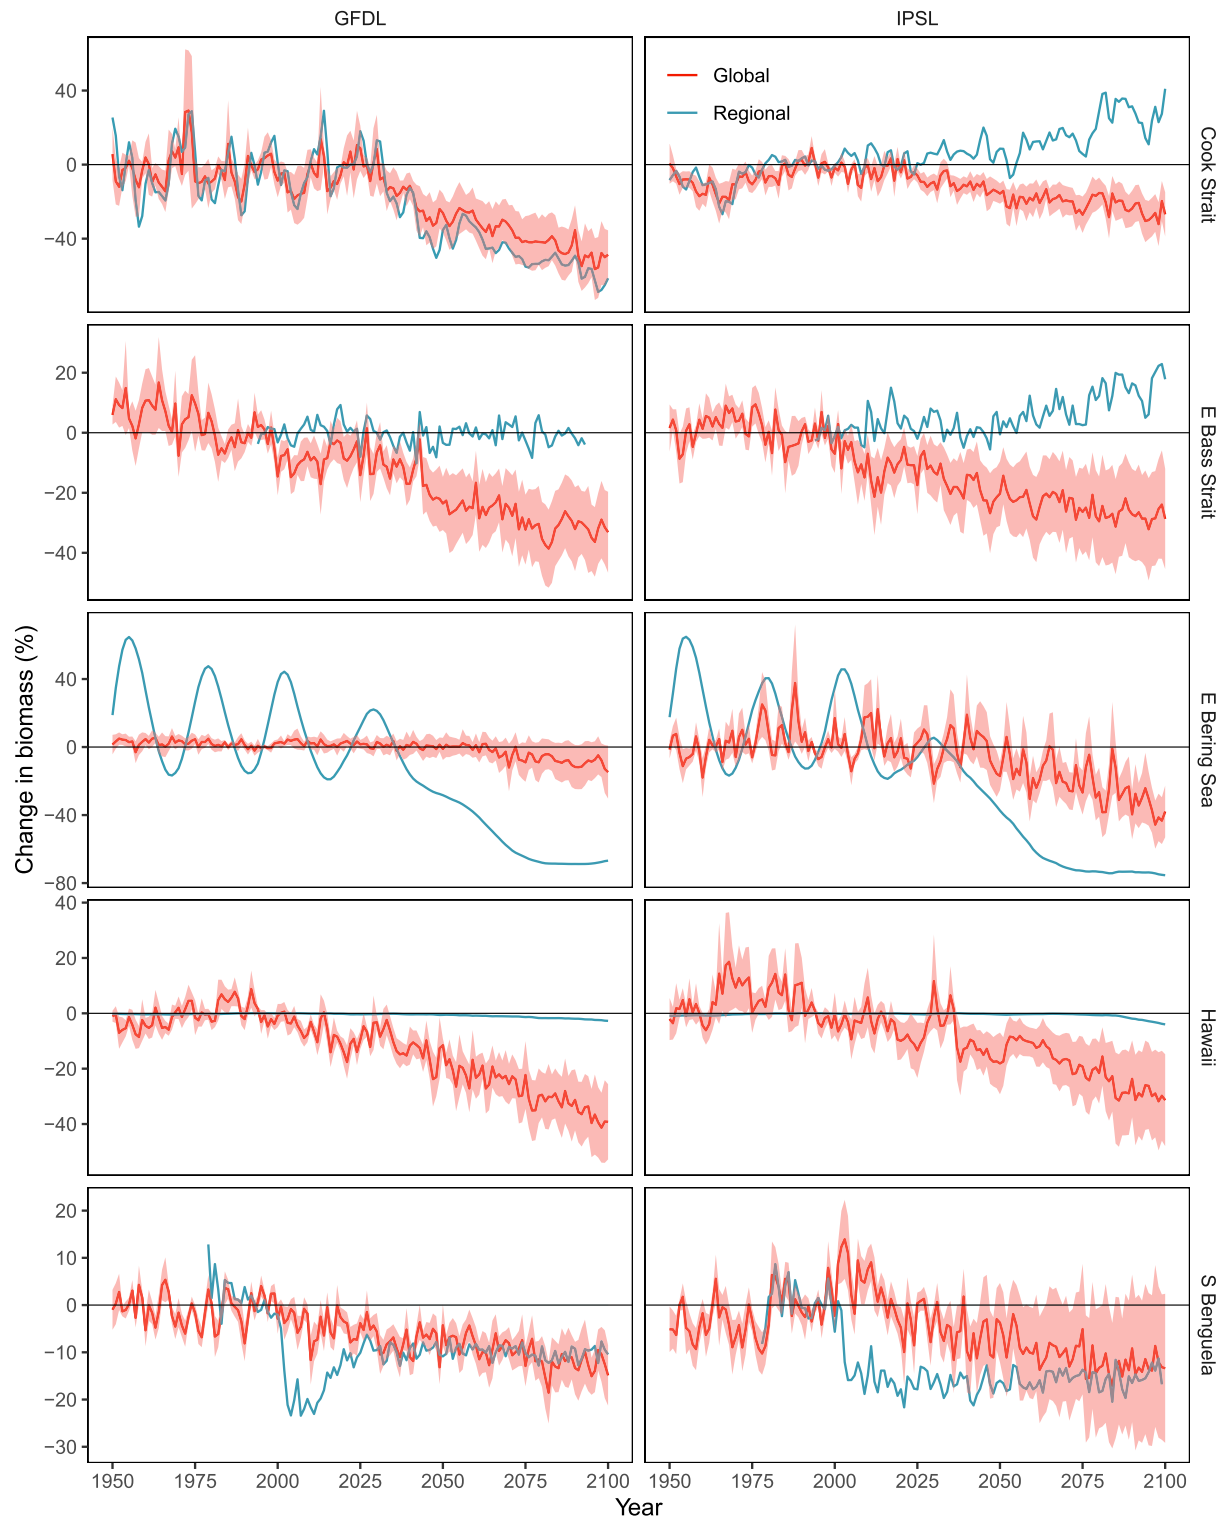 GFDL
IPSL
Global
Regional
40
0
−40
Cook Strait
20
0
−20
−40
E Bass Strait
40
0
−40
−80
E Bering Sea
40
20
0
−20
−40
Hawaii
20
10
0
−10
−20
−30
S Benguela
Change in biomass (%)
1950 1975 2000 2025 2050 2075 2100
1950 1975 2000 2025 2050 2075 2100
Year